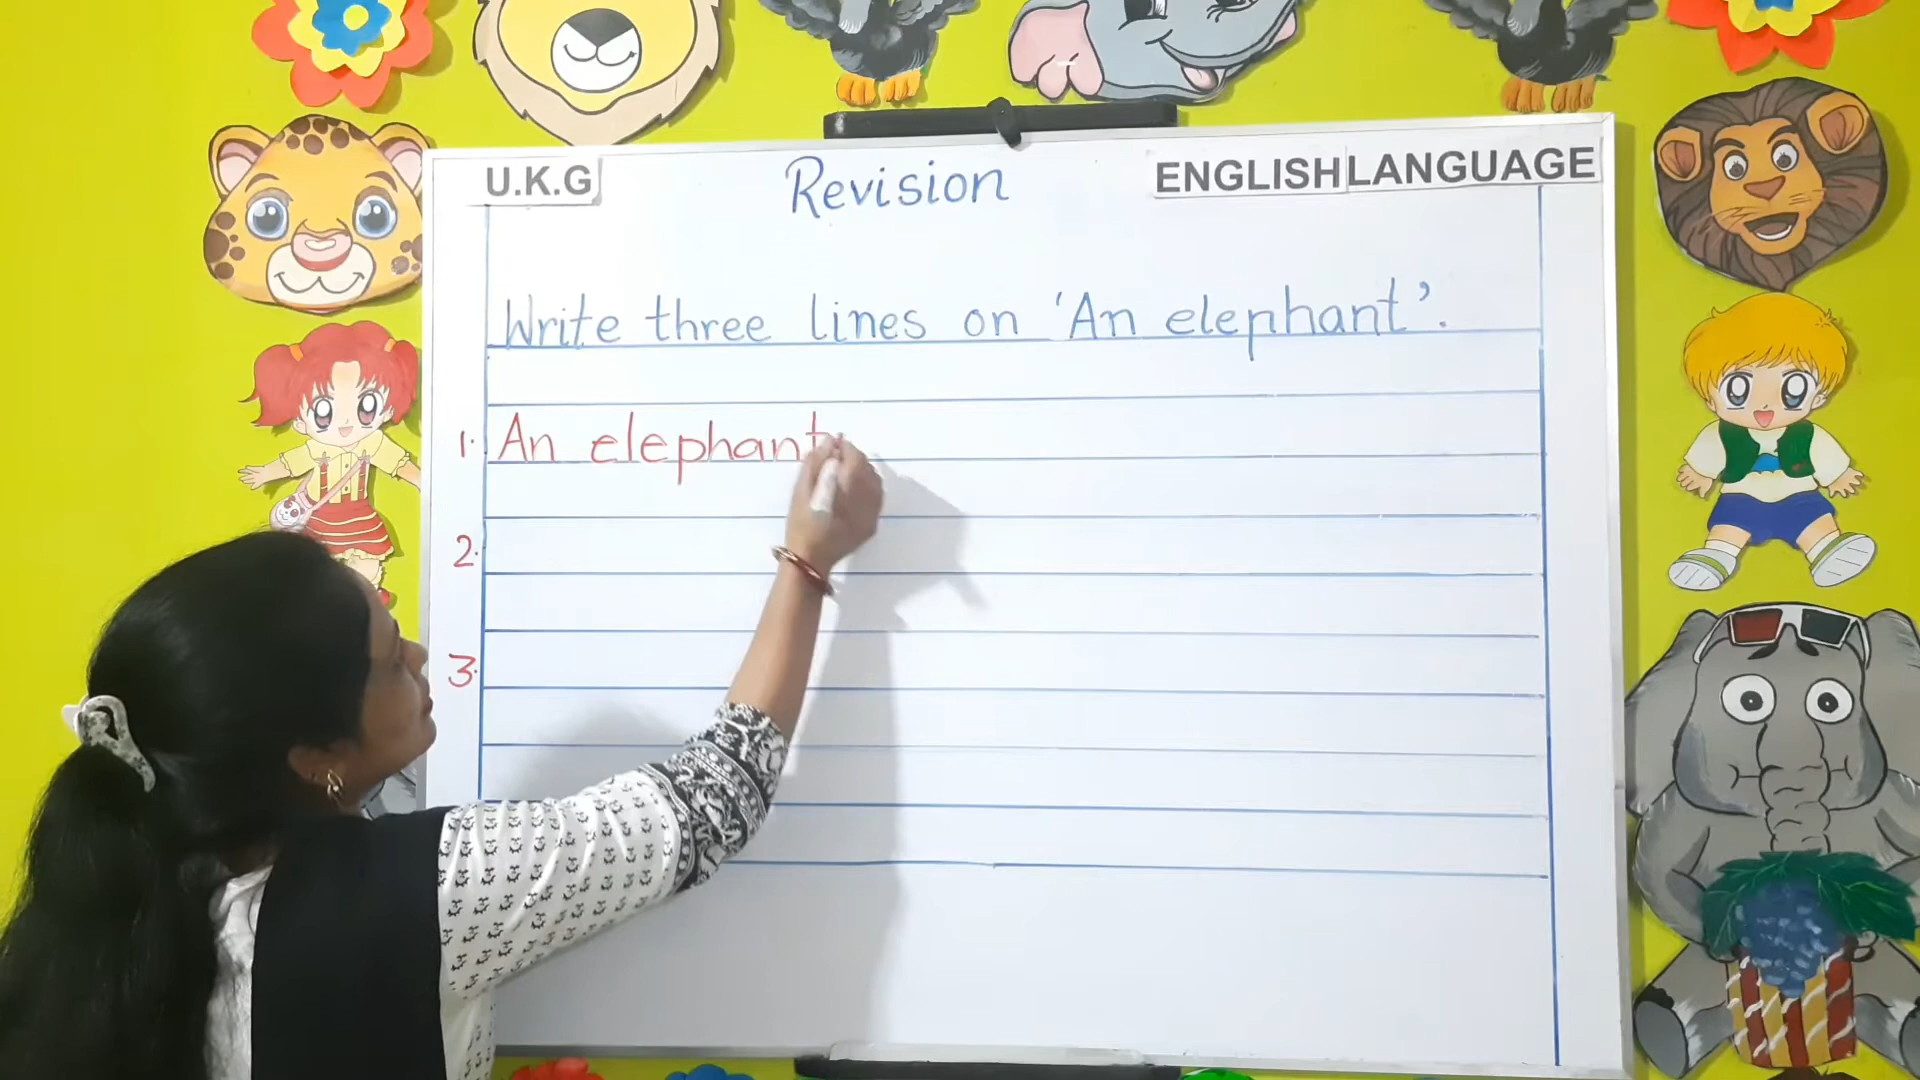 U.K.G Revision ENGLISH LANGUAGE
Write three lines on 'An elephant'.
1. An elephant
2.
3.